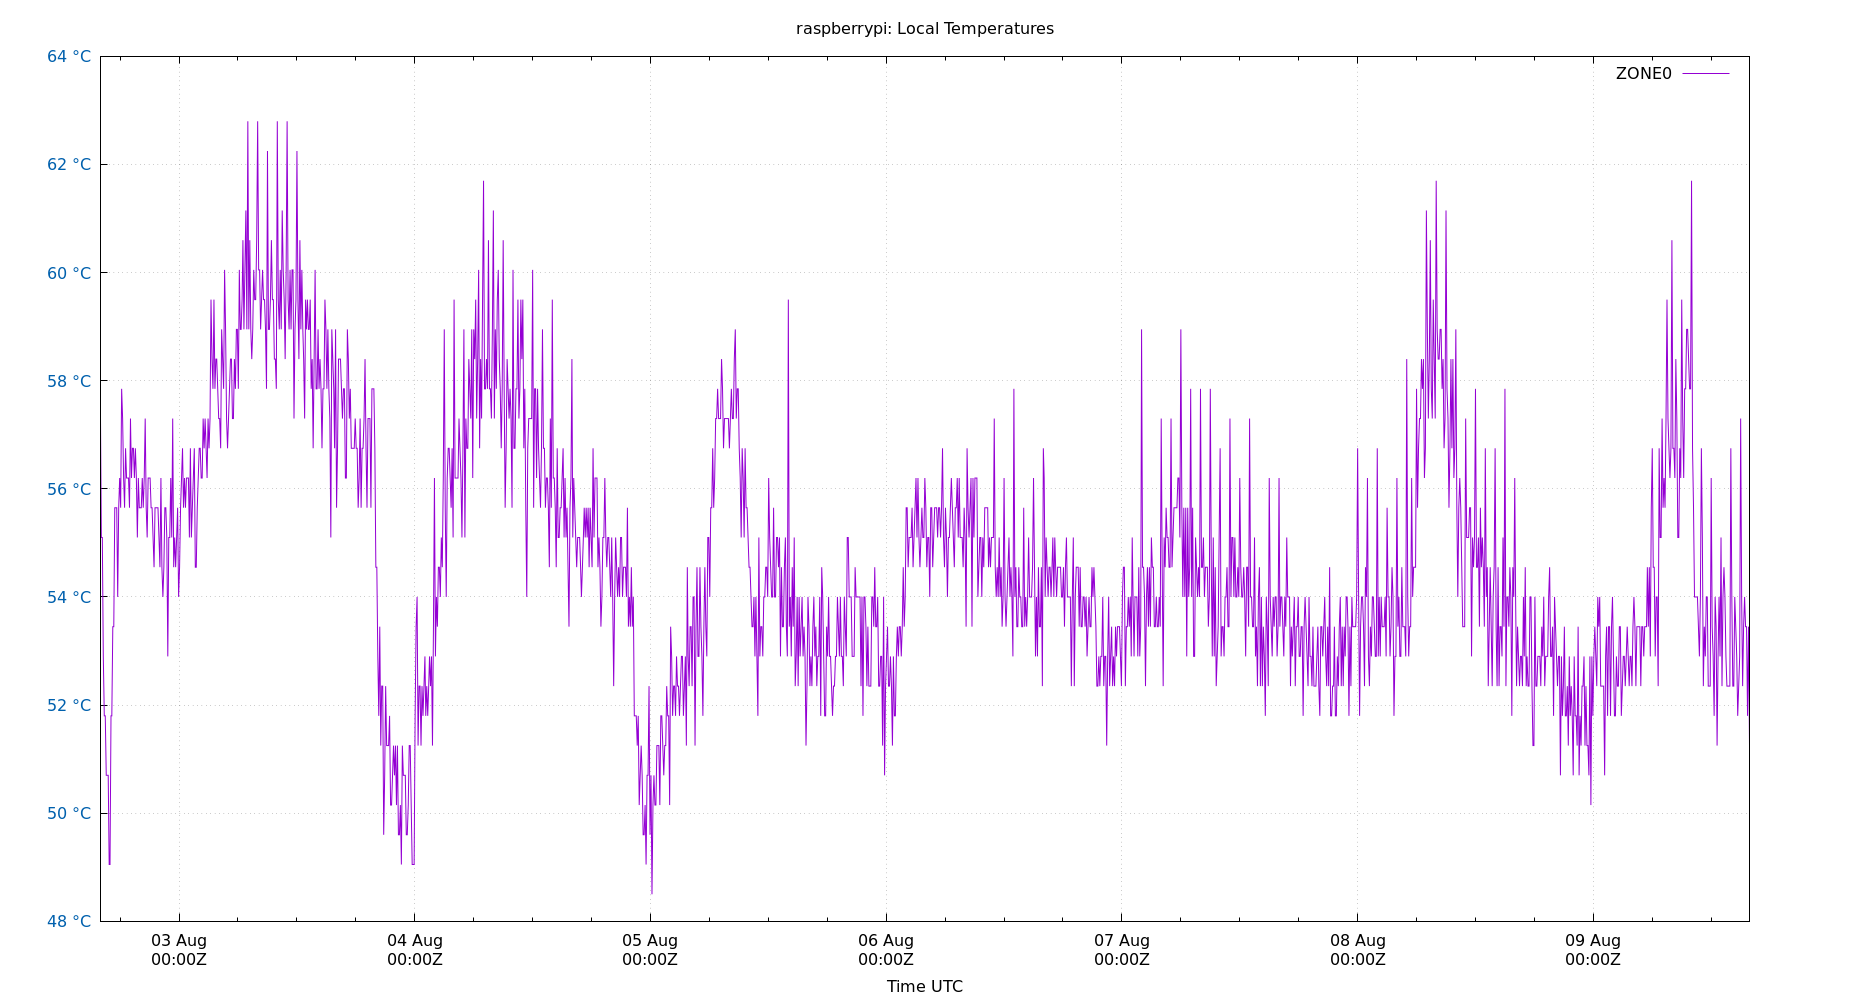 raspberrypi: Local Temperatures
64 °C
ZONE0
62 °C
60 °C
58 °C
56 °C
54 °C
52 °C
50 °C
48 °C
03 Aug 04 Aug 05 Aug 06 Aug 07 Aug 08 Aug 09 Aug
00:00Z 00:00Z 00:00Z 00:00Z 00:00Z 00:00Z 00:00Z
Time UTC